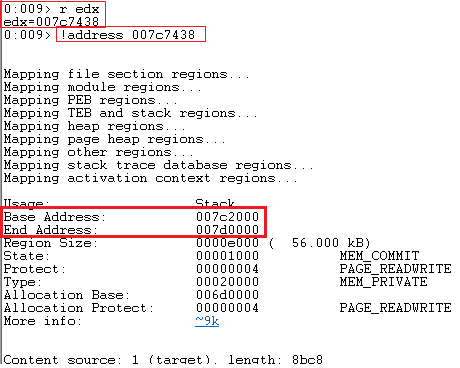 0:009> r edx
edx=007c7438
0:009> !address 007c7438
Mapping file section regions...
Mapping module regions...
Mapping PEB regions...
Mapping TEB and stack regions...
Mapping heap regions...
Mapping page heap regions...
Mapping other regions...
Mapping stack trace database regions...
Mapping activation context regions...
Usage: Stack
Base Address: 007c2000
End Address: 007d0000
Region Size: 0000e000 ( 56.000 kB)
State: 00001000 MEM_COMMIT
Protect: 00000004 PAGE_READWRITE
Type: 00020000 MEM_PRIVATE
Allocation Base: 006d0000
Allocation Protect: 00000004 PAGE_READWRITE
More info: ~9k
Content source: 1 (target), length: 8bc8